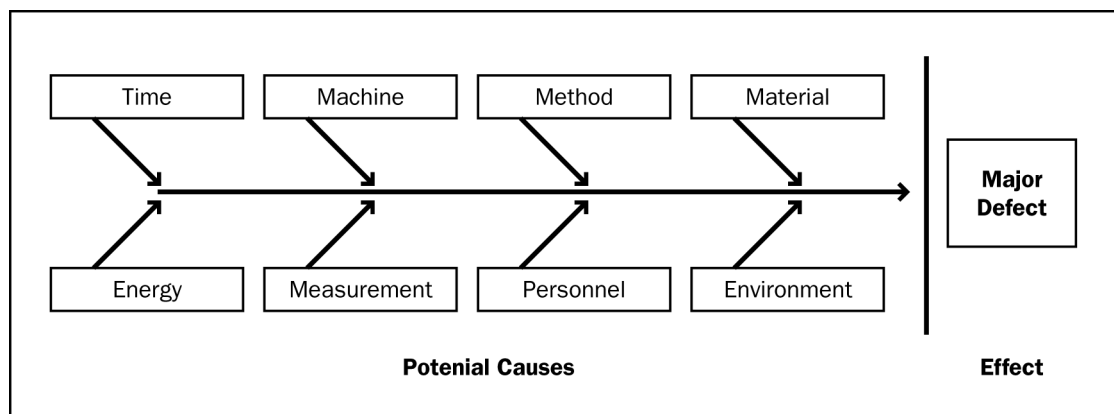 Time
Machine
Method
Material
Major
Defect
Energy
Measurement
Personnel
Environment
Potenial Causes
Effect